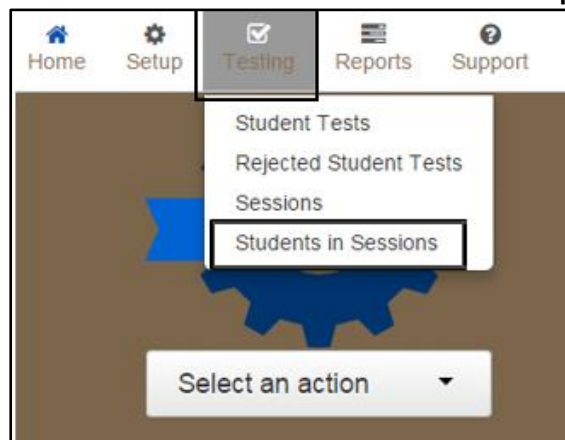 Home Setup Testing Reports Support
Student Tests
Rejected Student Tests
Sessions
Students in Sessions
Select an action